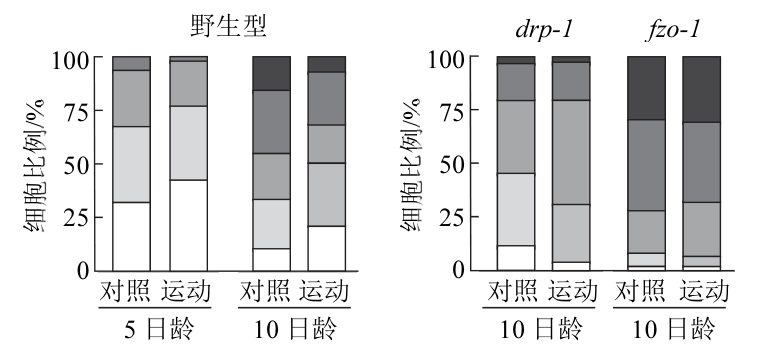 野生型
细胞比例/%
100
75
50
25
0
对照 运动 对照 运动
5 日龄 10 日龄
drp-1 fzo-1
细胞比例/%
100
75
50
25
0
对照 运动 对照 运动
10 日龄 10 日龄